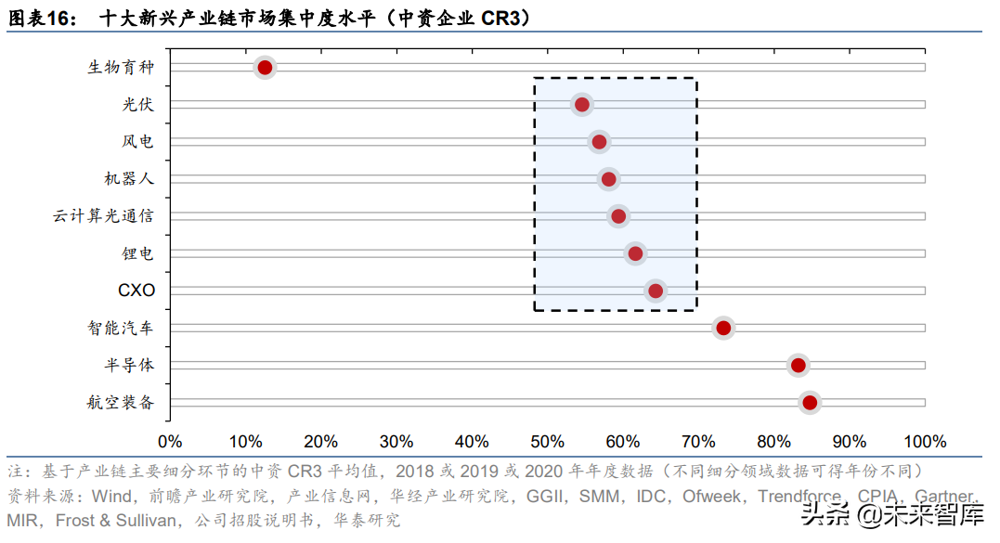 图表16： 十大新兴产业链市场集中度水平（中资企业 CR3）
生物育种
光伏
风电
机器人
云计算光通信
锂电
CXO
智能汽车
半导体
航空装备
0% 10% 20% 30% 40% 50% 60% 70% 80% 90% 100%
注：基于产业链主要细分环节的中资 CR3 平均值，2018 或 2019 或 2020 年年度数据（不同细分领域数据可得年份不同）
资料来源：Wind，前瞻产业研究院，产业信息网，华经产业研究院，GGII，SMM，IDC，Ofweek，Trendforce，CPIA，Gartner，
MIR，Frost & Sullivan，公司招股说明书，华泰研究
头条 @未来智库